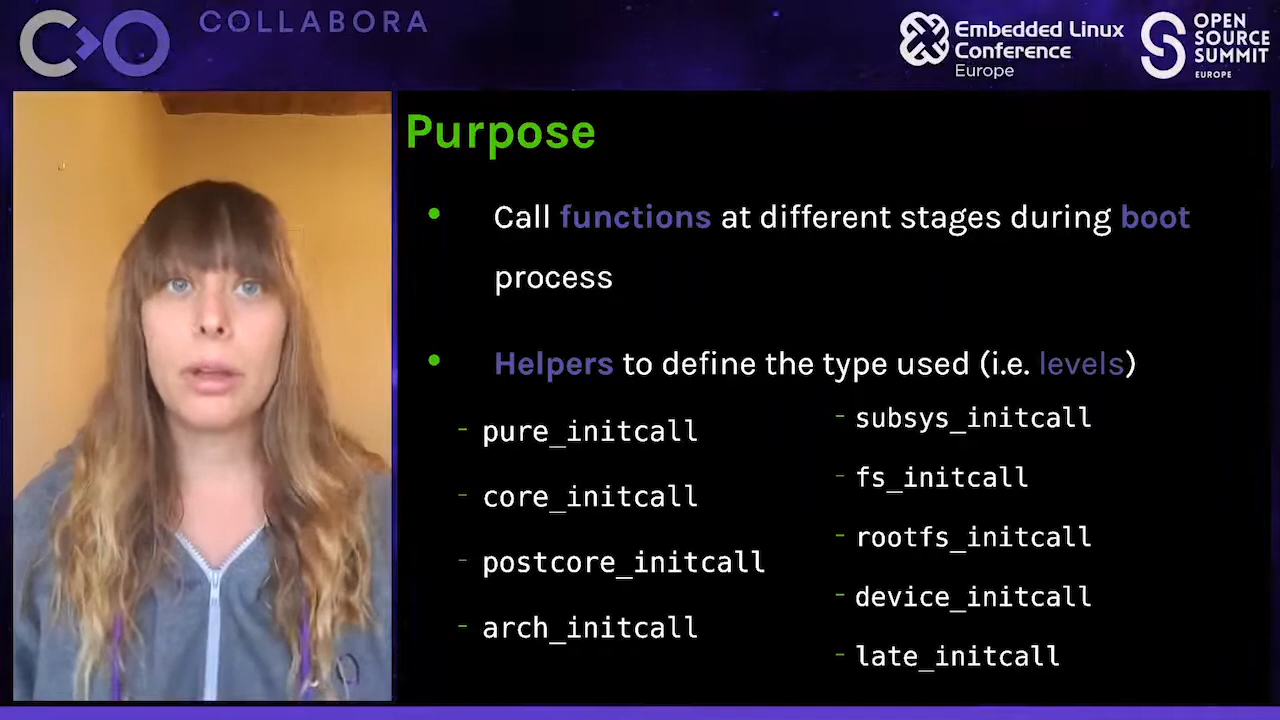 COLLABORA
Embedded Linux
Conference
Europe
OPEN
SOURCE
SUMMIT
EUROPE
Purpose
• Call functions at different stages during boot
process
• Helpers to define the type used (i.e. levels)
- pure_initcall
- core_initcall
- postcore_initcall
- arch_initcall
- subsys_initcall
- fs_initcall
- rootfs_initcall
- device_initcall
- late_initcall